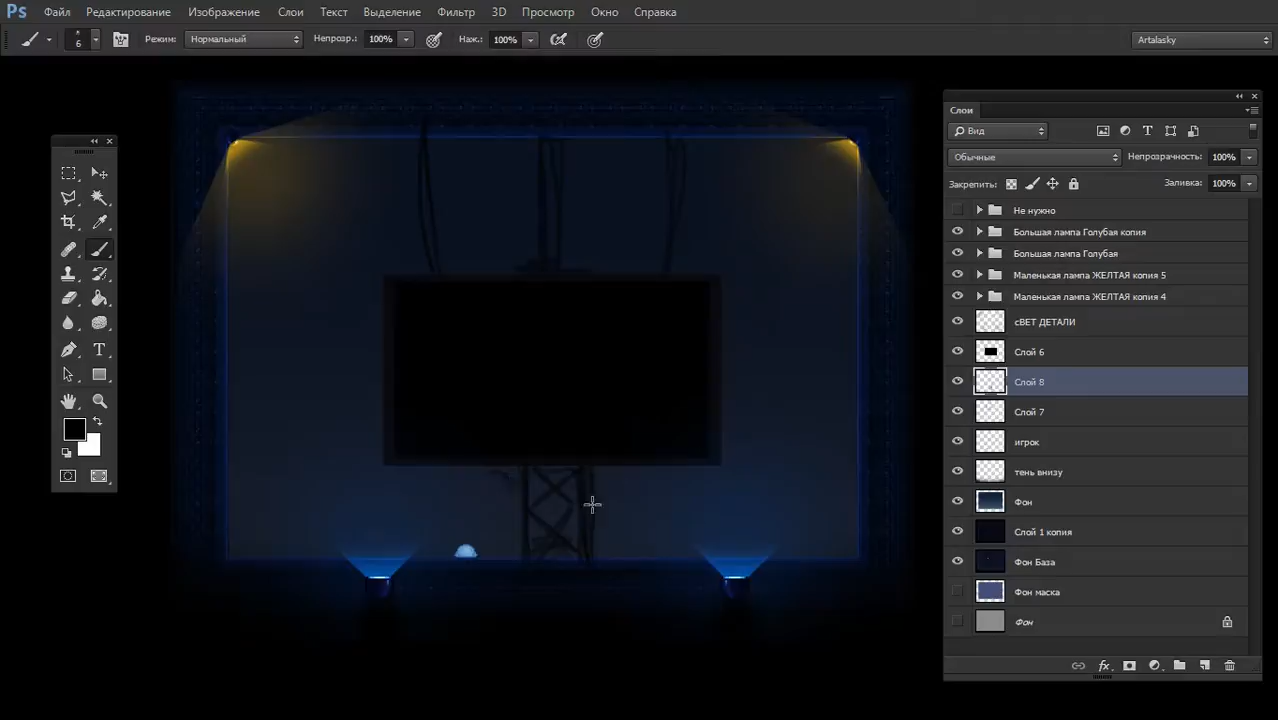 Ps Файл Редактирование Изображение Слои Текст Выделение Фильтр 3D Просмотр Окно Справка
6 Режим: Нормальный Непрозр.: 100% Наж.: 100% Artalasky
Слои
Вид
Обычные Непрозрачность: 100%
Закрепить: Заливка: 100%
Не нужно
Большая лампа Голубая копия
Большая лампа Голубая
Маленькая лампа ЖЕЛТАЯ копия 5
Маленькая лампа ЖЕЛТАЯ копия 4
сВЕТ ДЕТАЛИ
Слой 6
Слой 8
Слой 7
игрок
тень внизу
Фон
Слой 1 копия
Фон База
Фон маска
Фон
T
fx